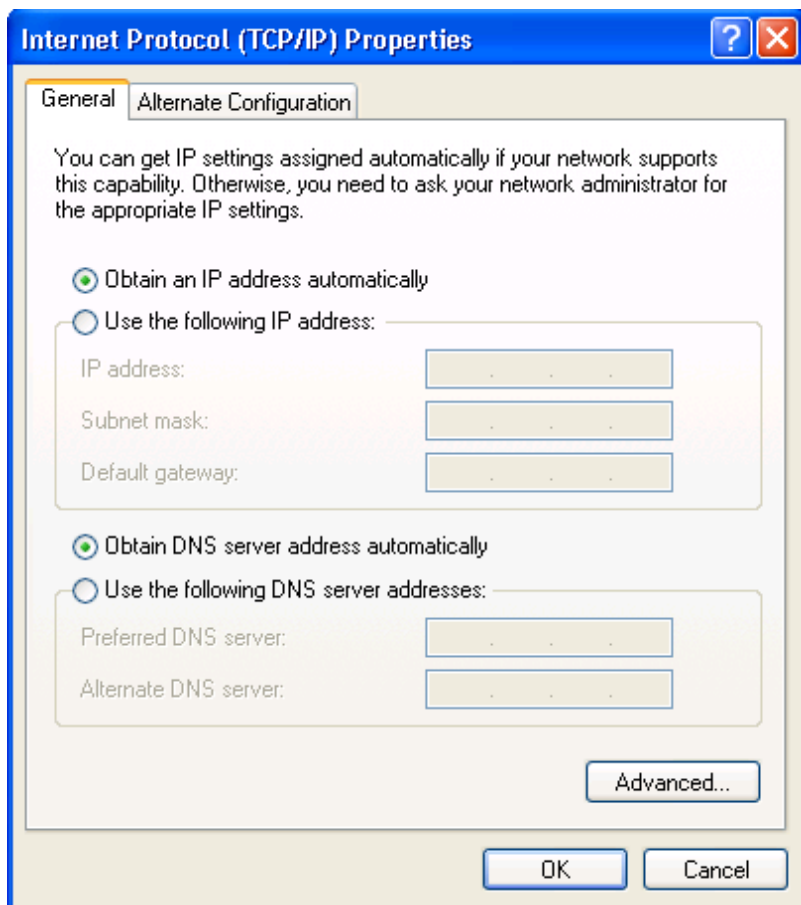 Internet Protocol (TCP/IP) Properties
General
Alternate Configuration
You can get IP settings assigned automatically if your network supports
this capability. Otherwise, you need to ask your network administrator for
the appropriate IP settings.
Obtain an IP address automatically
Use the following IP address:
IP address:
Subnet mask:
Default gateway:
Obtain DNS server address automatically
Use the following DNS server addresses:
Preferred DNS server:
Alternate DNS server:
Advanced...
OK
Cancel